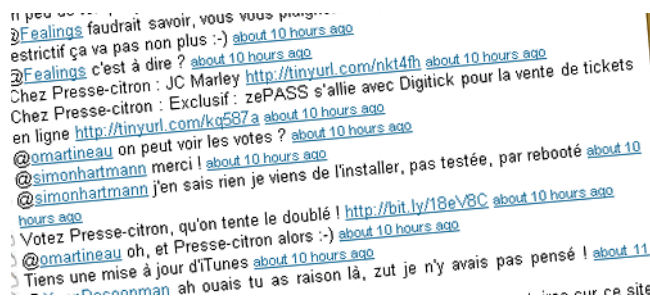 @Fealings faudrait savoir, vous vous
estrictif ça va pas non plus :-) about 10 hours ago
@Fealings c'est à dire ? about 10 hours ago
Chez Presse-citron : JC Marley http://tinyurl.com/nkt4fh about 10 hours ago
Chez Presse-citron : Exclusif : zePASS s'allie avec Digitick pour la vente de tickets
en ligne http://tinyurl.com/kq587a about 10 hours ago
@omartineau on peut voir les votes ? about 10 hours ago
@simonhartmann merci ! about 10 hours ago
@simonhartmann j'en sais rien je viens de l'installer, pas testée, par rebooté about 10
hours ago
Votez Presse-citron, qu'on tente le doublé ! http://bit.ly/18eV8C about 10 hours ago
@omartineau oh, et Presse-citron alors :-) about 10 hours ago
Tiens une mise à jour d'iTunes about 10 hours ago
ah ouais tu as raison là, zut je n'y avais pas pensé ! about 11
sur ce site